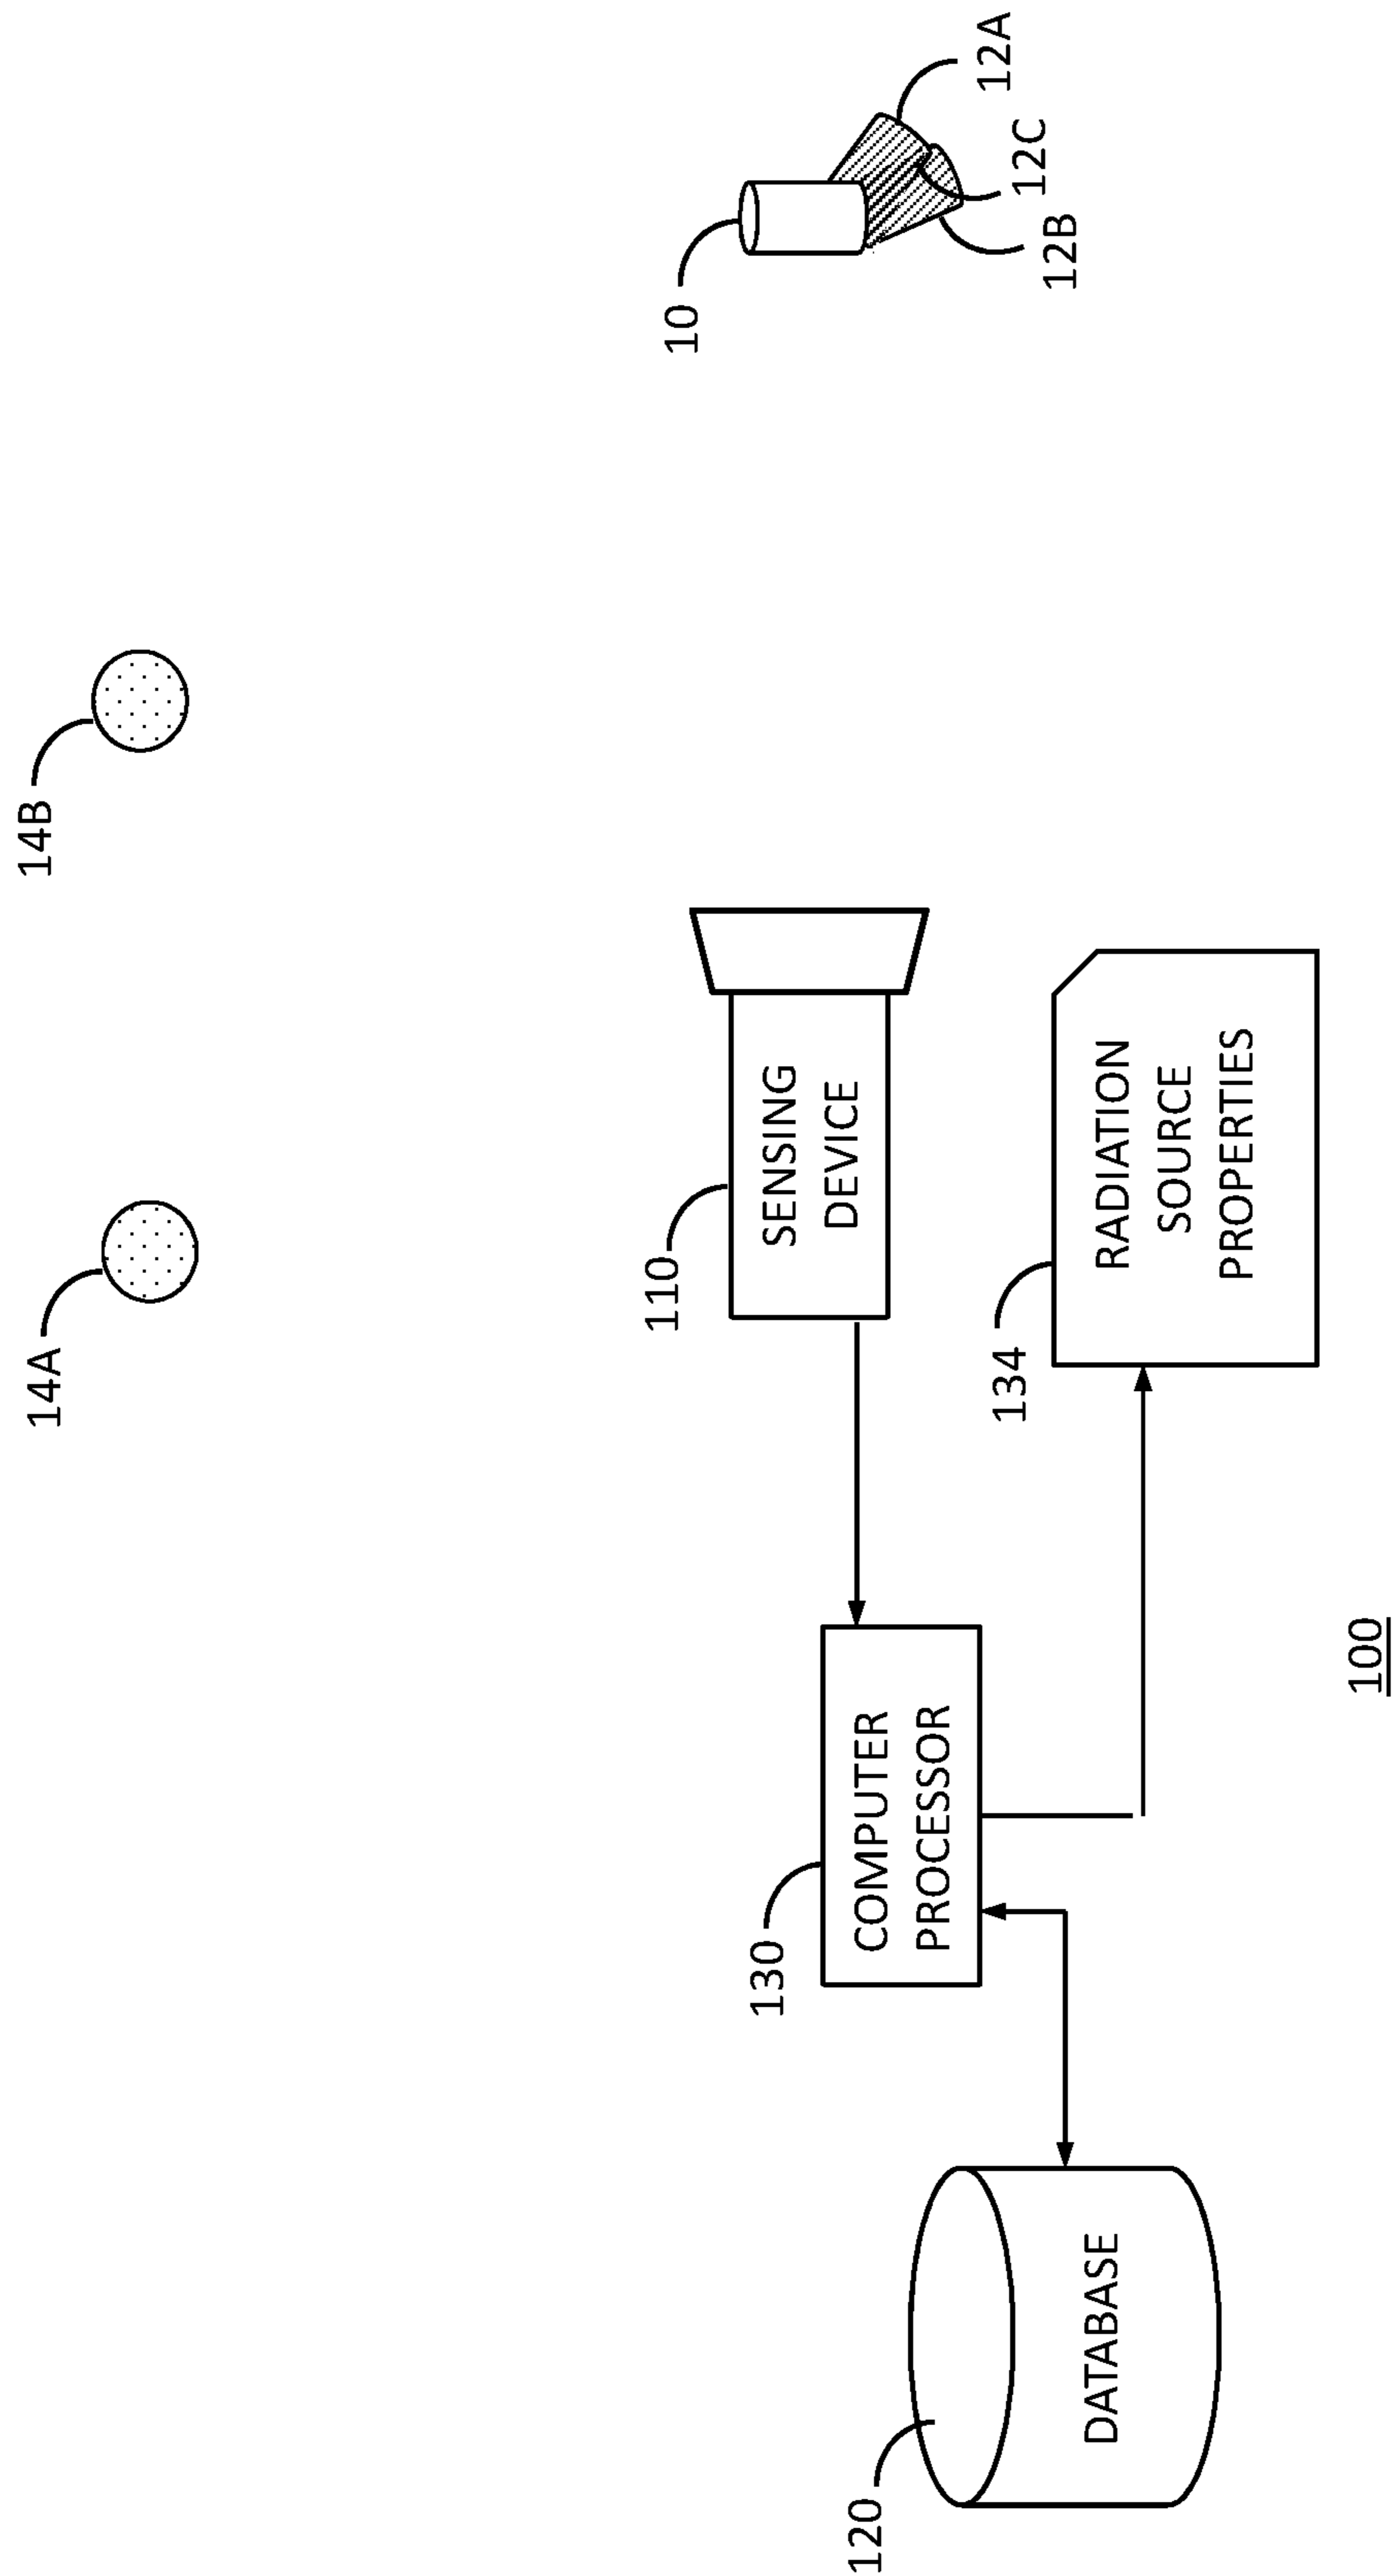 14A
14B
10
12A
12C
12B
110
SENSING
DEVICE
130
COMPUTER
PROCESSOR
134
RADIATION
SOURCE
PROPERTIES
120
DATABASE
100